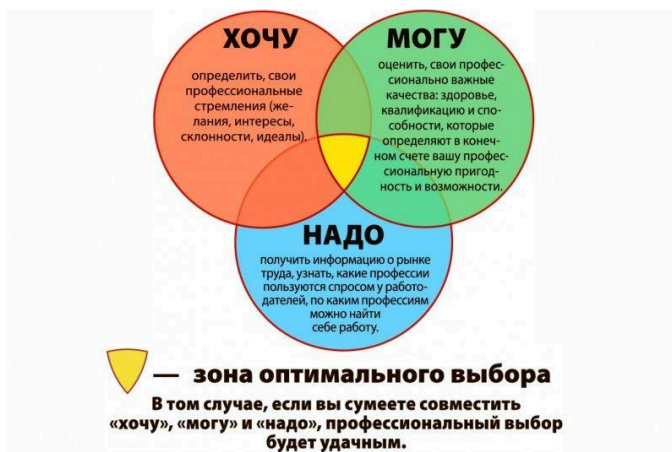 ХОЧУ
определить, свои
профессиональные
стремления (же-
лания, интересы,
склонности, идеалы).
МОГУ
оценить, свои профес-
сионально важные
качества: здоровье,
квалификацию и спо-
собности, которые
определяют в конеч-
ном счете вашу профес-
сиональную пригод-
ность и возможности.
НАДО
получить информацию о рынке
труда, узнать, какие профессии
пользуются спросом у работо-
дателей, по каким профессиям
можно найти
себе работу.
— зона оптимального выбора
В том случае, если вы сумеете совместить
«хочу», «могу» и «надо», профессиональный выбор
будет удачным.